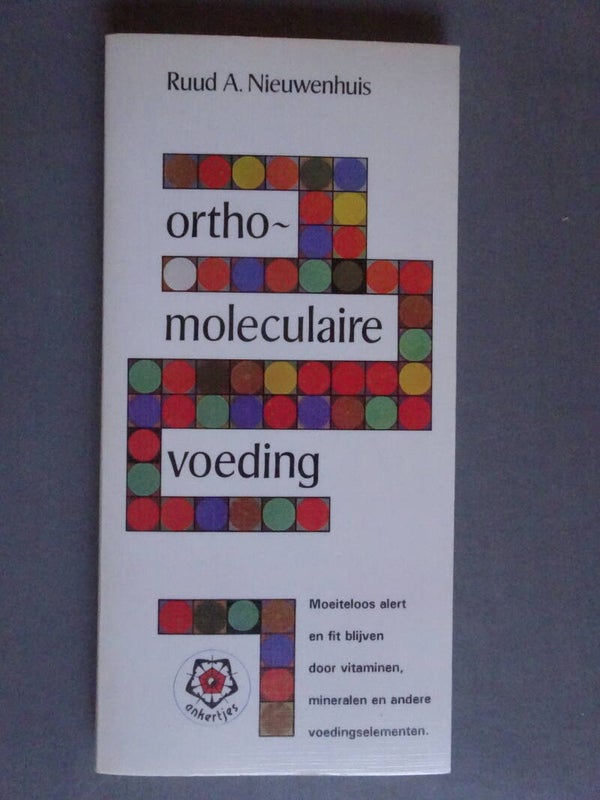 Ruud A. Nieuwenhuis
ortho~
moleculaire
voeding
Moeiteloos alert
en fit blijven
door vitaminen,
mineralen en andere
voedingselementen.
ankertjes